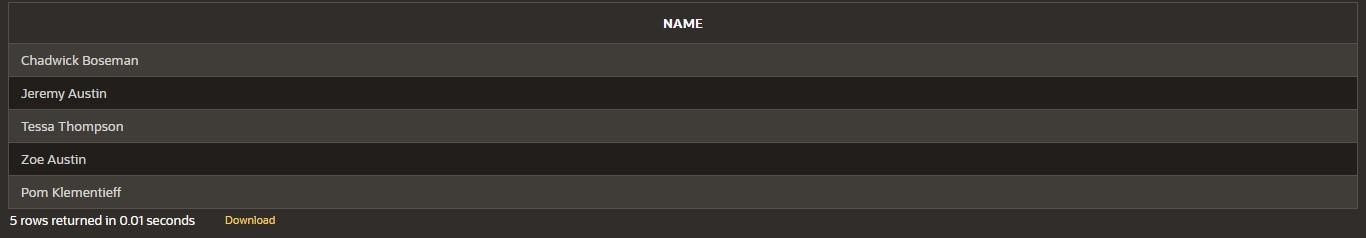 NAME
Chadwick Boseman
Jeremy Austin
Tessa Thompson
Zoe Austin
Pom Klementieff
5 rows returned in 0.01 seconds Download